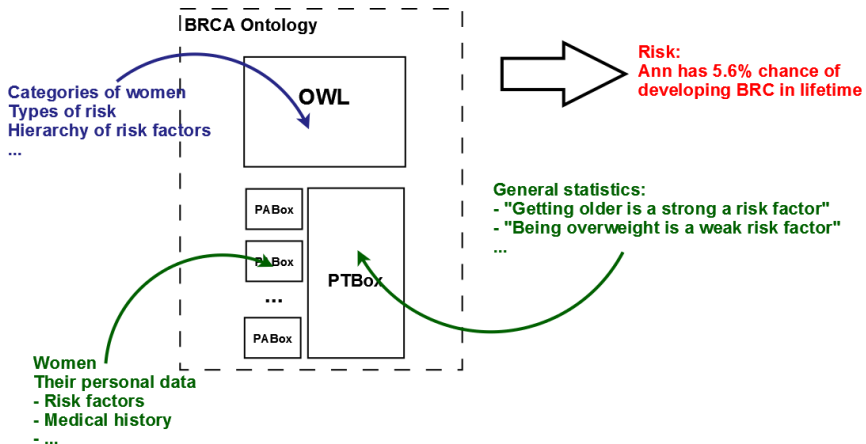 BRCA Ontology
OWL
Categories of women
Types of risk
Hierarchy of risk factors
...
Risk:
Ann has 5.6% chance of
developing BRC in lifetime
PABox
PABox
...
PABox
PTBox
General statistics:
- "Getting older is a strong a risk factor"
- "Being overweight is a weak risk factor"
...
Women
Their personal data
- Risk factors
- Medical history
- ...